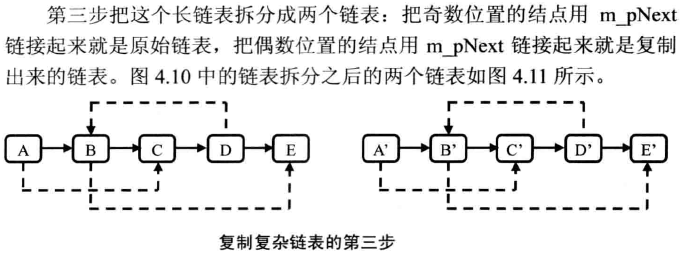 第三步把这个长链表拆分成两个链表：把奇数位置的结点用 m_pNext
链接起来就是原始链表，把偶数位置的结点用 m_pNext 链接起来就是复制
出来的链表。图 4.10 中的链表拆分之后的两个链表如图 4.11 所示。
A B C D E A' B' C' D' E'
复制复杂链表的第三步